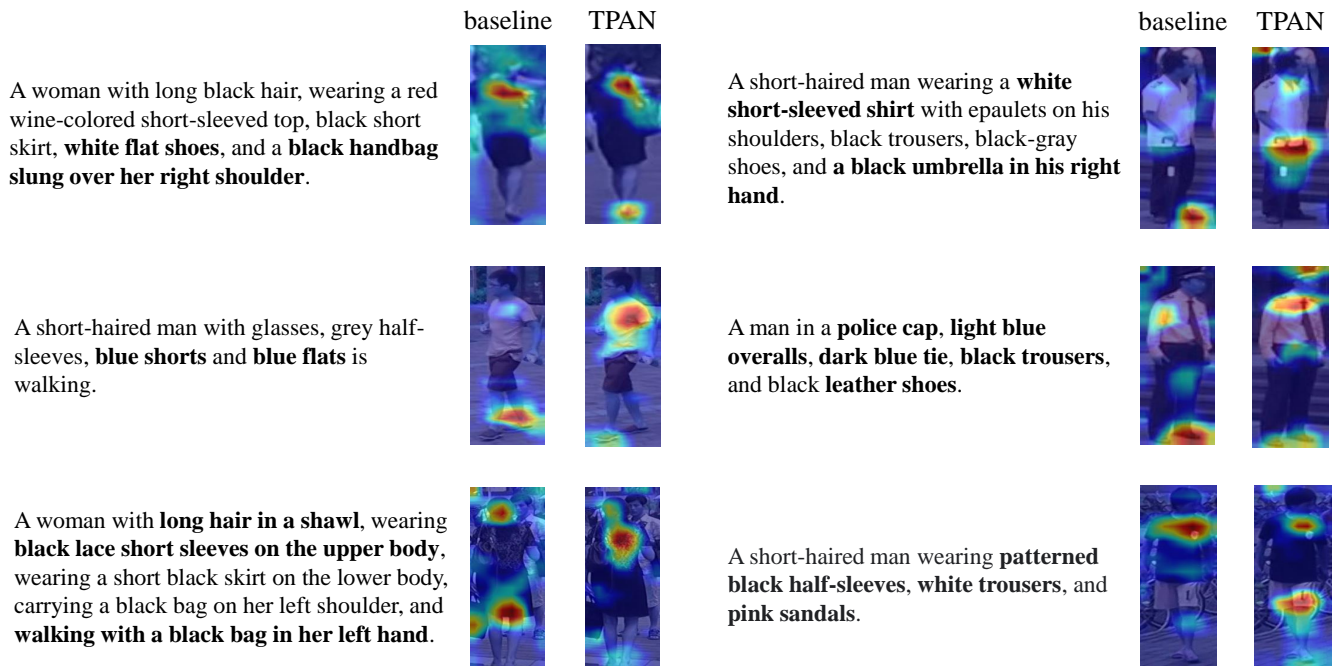 baseline TPAN
A woman with long black hair, wearing a red
wine-colored short-sleeved top, black short
skirt, white flat shoes, and a black handbag
slung over her right shoulder.
A short-haired man with glasses, grey half-
sleeves, blue shorts and blue flats is
walking.
A woman with long hair in a shawl, wearing
black lace short sleeves on the upper body,
wearing a short black skirt on the lower body,
carrying a black bag on her left shoulder, and
walking with a black bag in her left hand.
baseline TPAN
A short-haired man wearing a white
short-sleeved shirt with epaulets on his
shoulders, black trousers, black-gray
shoes, and a black umbrella in his right
hand.
A man in a police cap, light blue
overalls, dark blue tie, black trousers,
and black leather shoes.
A short-haired man wearing patterned
black half-sleeves, white trousers, and
pink sandals.